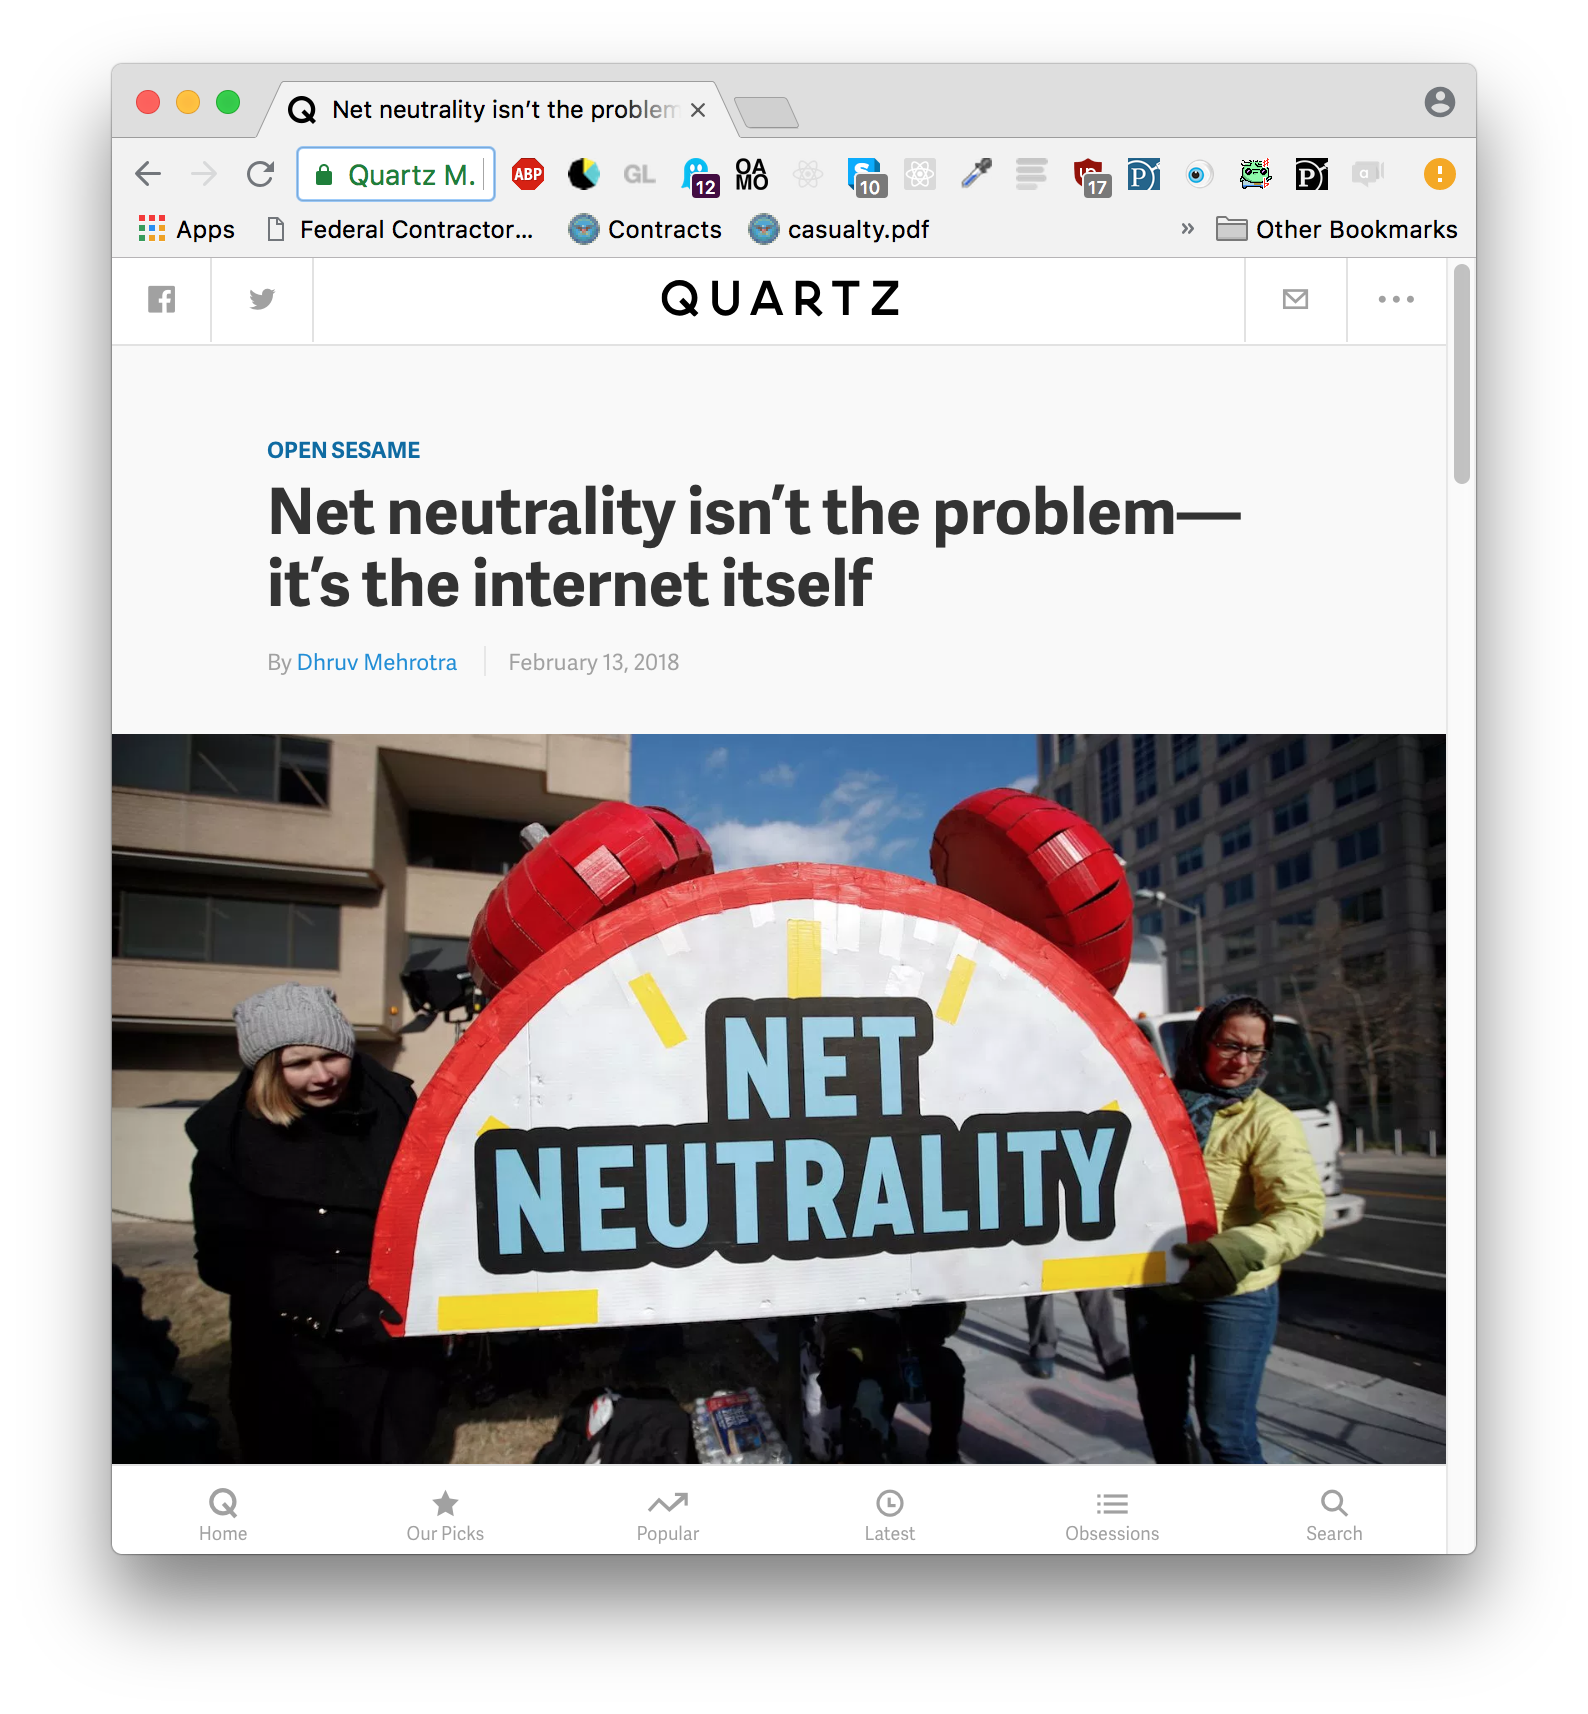 Net neutrality isn't the problem
Quartz M.
ABP
GL
12
OA
MO
10
17
P
P
a
Apps
Federal Contractor...
Contracts
casualty.pdf
»
Other Bookmarks
QUARTZ
OPEN SESAME
Net neutrality isn't the problem—
it's the internet itself
By Dhruv Mehrotra
February 13, 2018
NET
NEUTRALITY
Home
Our Picks
Popular
Latest
Obsessions
Search